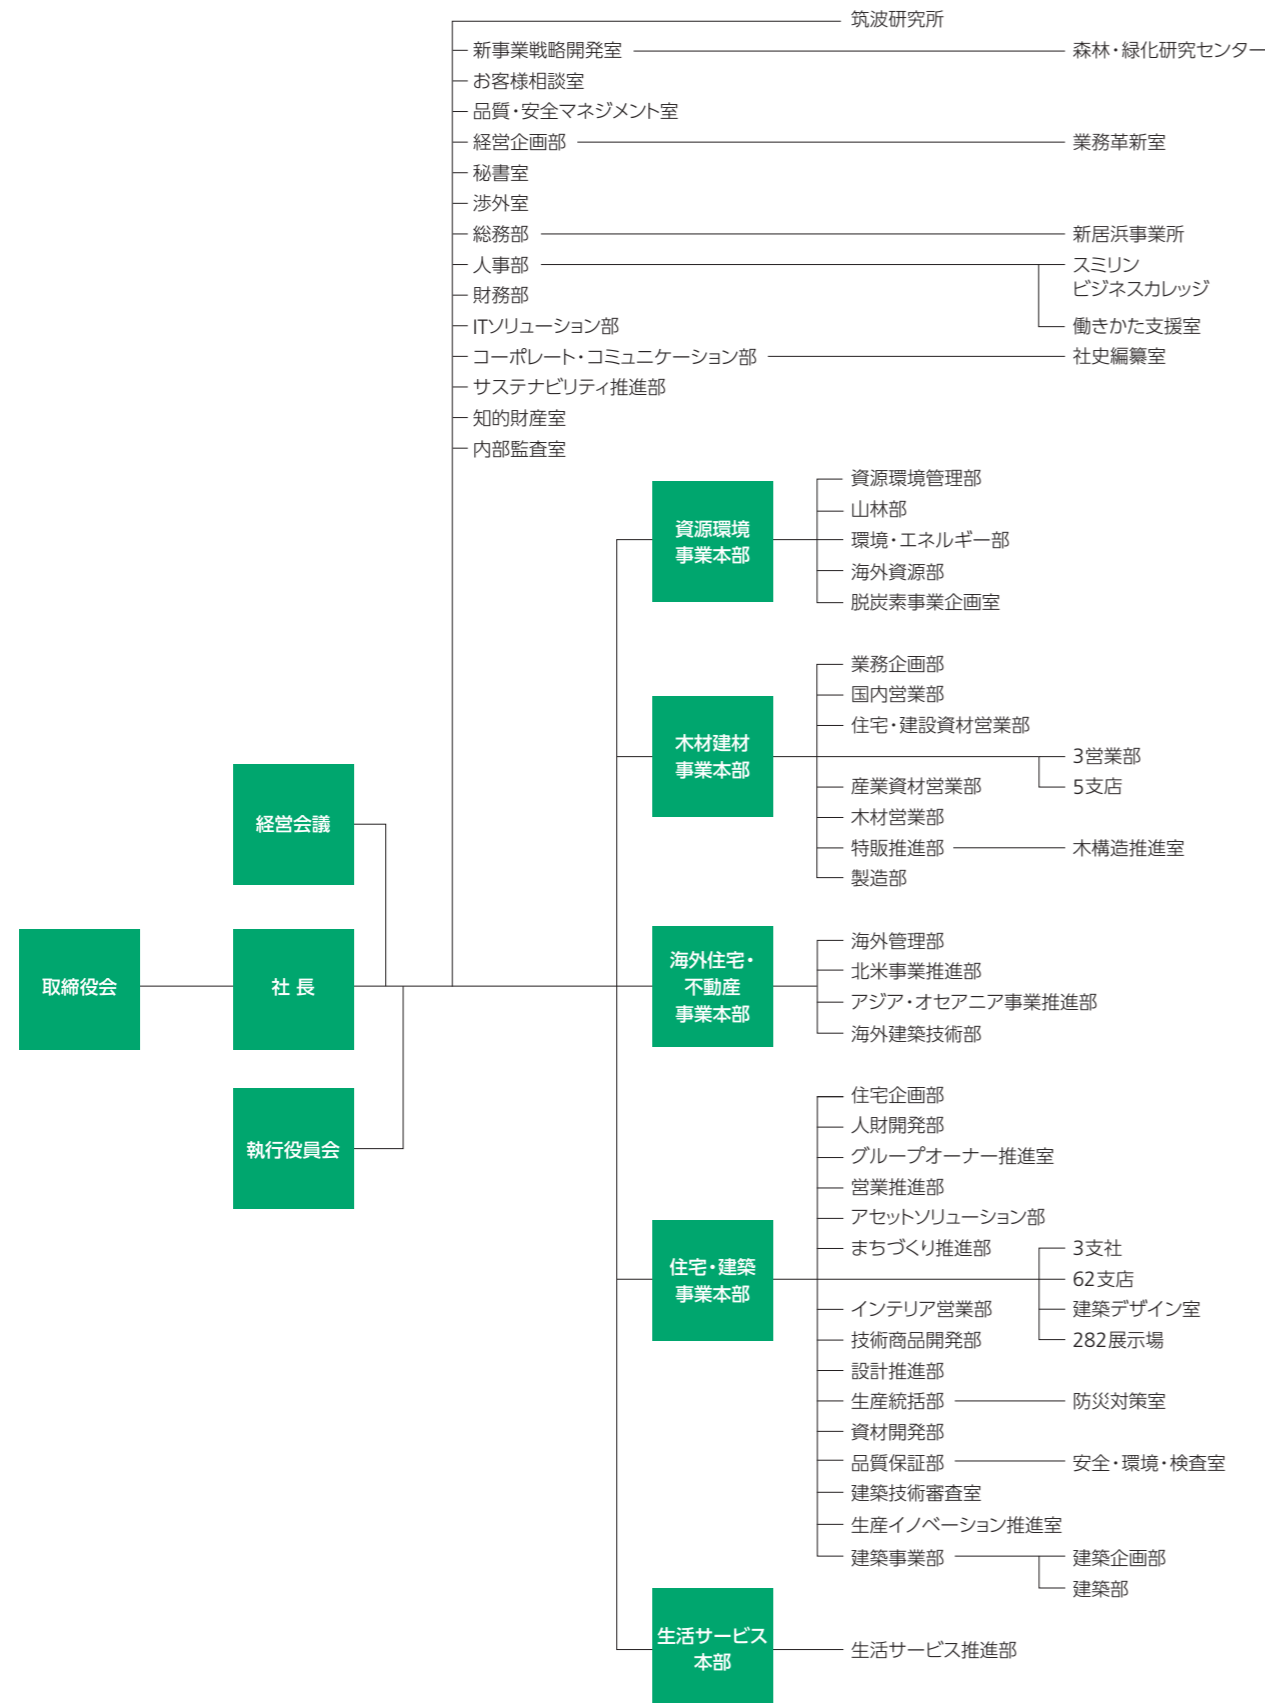 筑波研究所
新事業戦略開発室
森林・緑化研究センター
お客様相談室
品質・安全マネジメント室
経営企画部
業務革新室
秘書室
渉外室
総務部
新居浜事業所
人事部
スミリン
ビジネスカレッジ
財務部
働きかた支援室
ITソリューション部
コーポレート・コミュニケーション部
社史編纂室
サステナビリティ推進部
知的財産室
内部監査室
資源環境
事業本部
資源環境管理部
山林部
環境・エネルギー部
海外資源部
脱炭素事業企画室
木材建材
事業本部
業務企画部
国内営業部
住宅・建設資材営業部
3営業部
5支店
産業資材営業部
木材営業部
特販推進部
木構造推進室
製造部
経営会議
取締役会
社 長
執行役員会
海外住宅・
不動産
事業本部
海外管理部
北米事業推進部
アジア・オセアニア事業推進部
海外建築技術部
住宅・建築
事業本部
住宅企画部
人財開発部
グループオーナー推進室
営業推進部
アセットソリューション部
まちづくり推進部
3支社
62支店
建築デザイン室
282展示場
インテリア営業部
技術商品開発部
設計推進部
生産統括部
防災対策室
資材開発部
品質保証部
安全・環境・検査室
建築技術審査室
生産イノベーション推進室
建築事業部
建築企画部
建築部
生活サービス
本部
生活サービス推進部